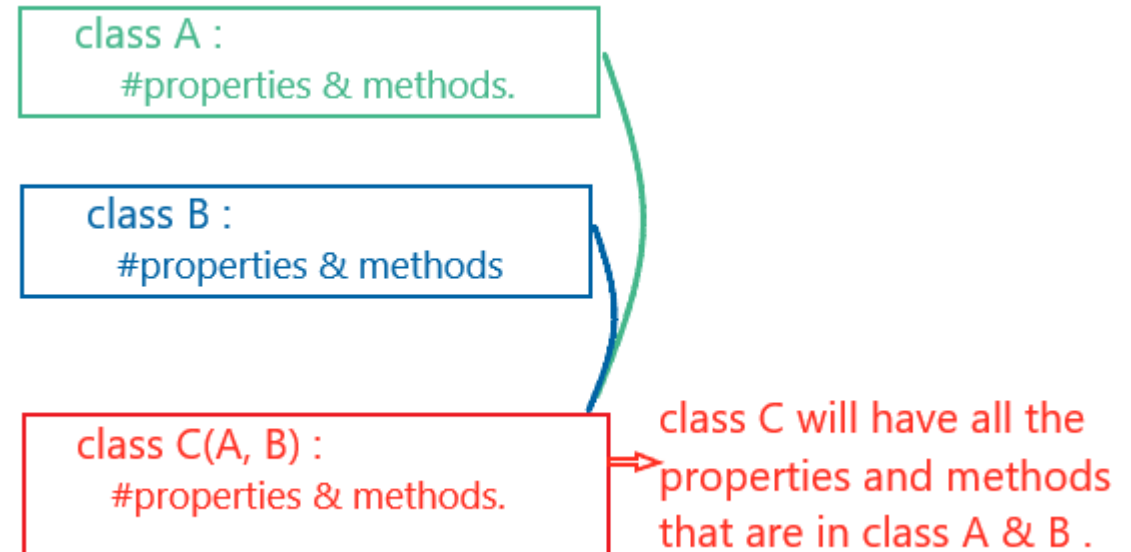 class A :
#properties & methods.
class B :
#properties & methods
class C(A, B) :
#properties & methods.
class C will have all the
properties and methods
that are in class A & B .